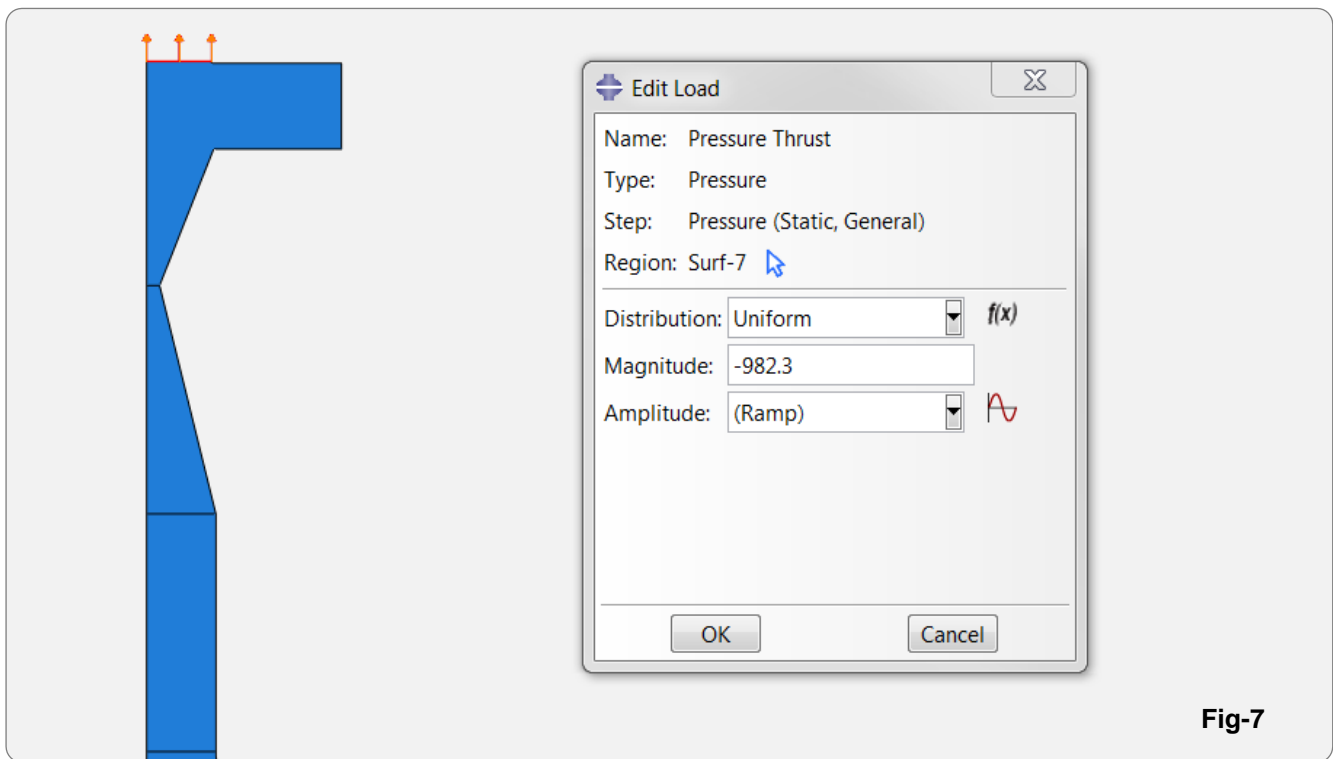 Edit Load
Name: Pressure Thrust
Type: Pressure
Step: Pressure (Static, General)
Region: Surf-7
Distribution: Uniform f(x)
Magnitude: -982.3
Amplitude: (Ramp)
OK Cancel
Fig-7